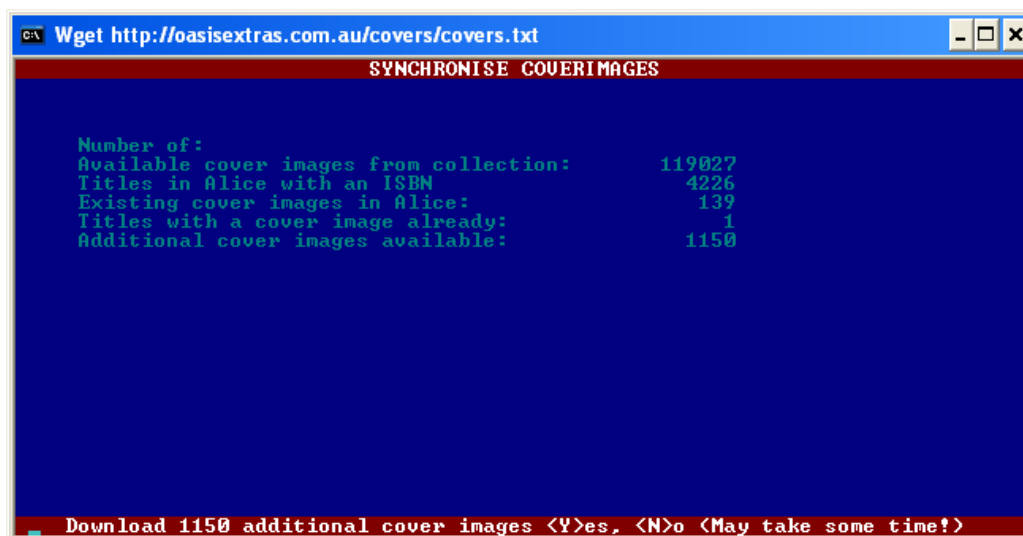 Wget http://oasisextras.com.au/covers/covers.txt
SYNCHRONISE COVERIMAGES
Number of:
Available cover images from collection: 119027
Titles in Alice with an ISBN 4226
Existing cover images in Alice: 139
Titles with a cover image already: 1
Additional cover images available: 1150
Download 1150 additional cover images <Y>es, <N>o (May take some time!)